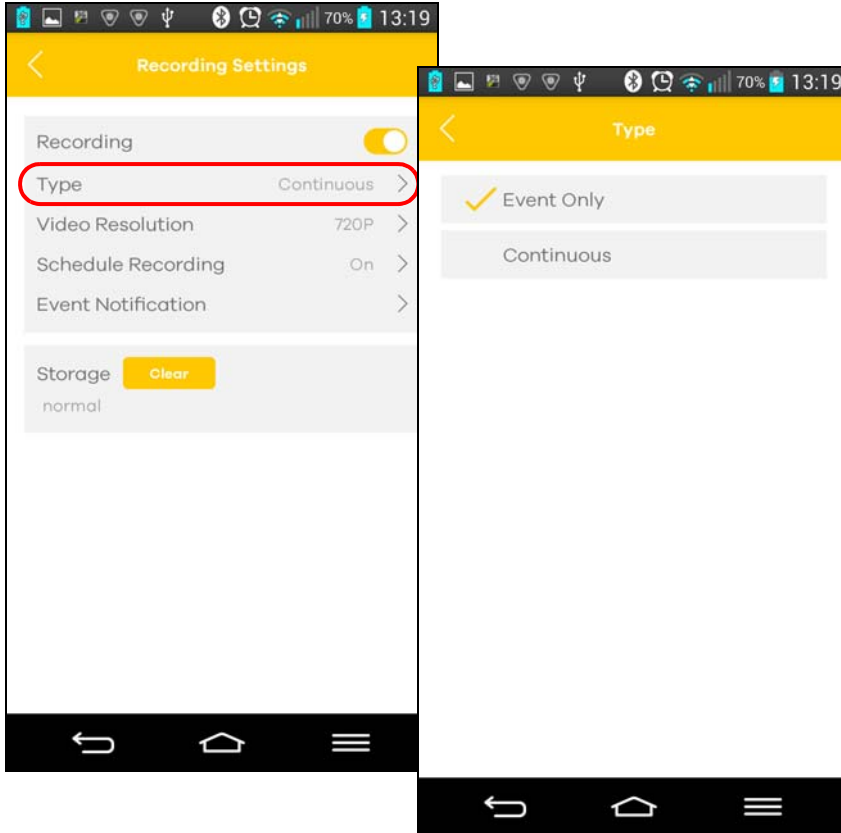 70% 13:19
Recording Settings
Recording
Type Continuous
Video Resolution 720P
Schedule Recording On
Event Notification
Storage Clear
normal
70% 13:19
Type
Event Only
Continuous